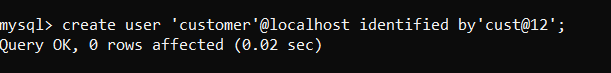 mysql> create user 'customer'@localhost identified by'cust@12';
Query OK, 0 rows affected (0.02 sec)